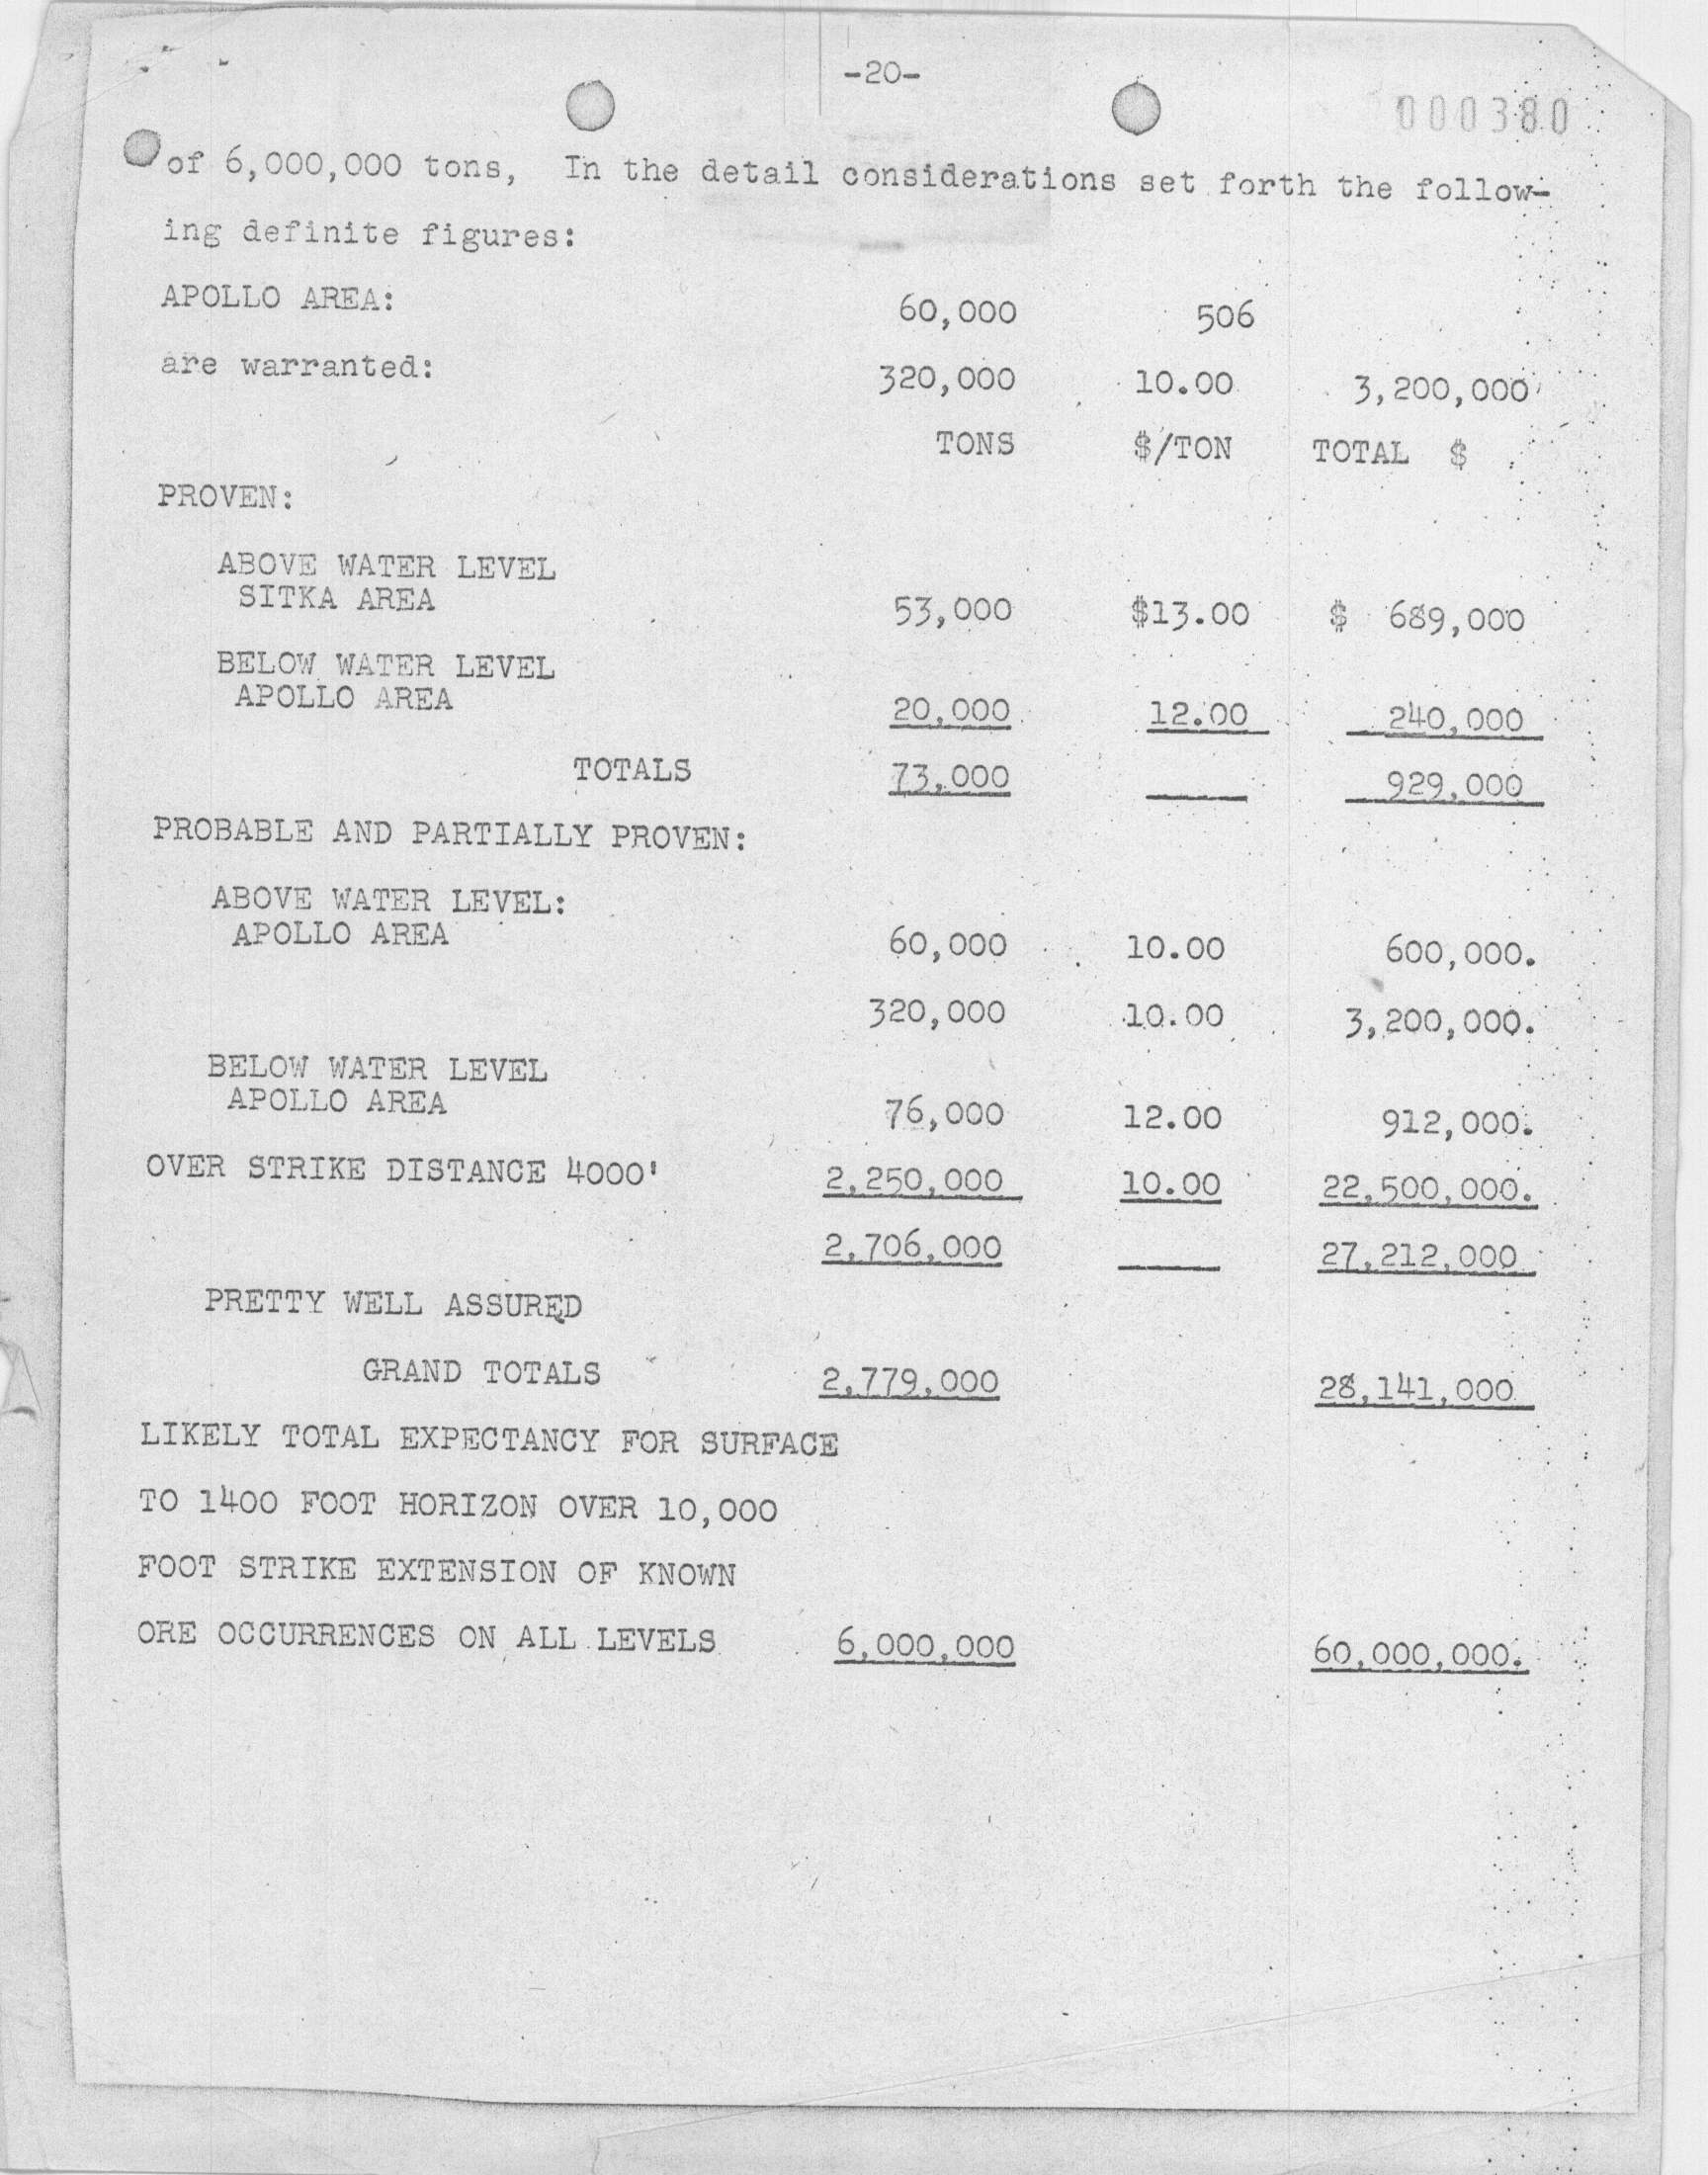 -20-
000380
of 6,000,000 tons, In the detail considerations set forth the follow-
ing definite figures:
APOLLO AREA: 60,000 506
are warranted: 320,000 10.00 3,200,000
TONS $/TON TOTAL $
PROVEN:
ABOVE WATER LEVEL
SITKA AREA 53,000 $13.00 $ 689,000
BELOW WATER LEVEL
APOLLO AREA 20,000 12.00 240,000
TOTALS 73,000 929,000
PROBABLE AND PARTIALLY PROVEN:
ABOVE WATER LEVEL:
APOLLO AREA 60,000 10.00 600,000.
320,000 10.00 3,200,000.
BELOW WATER LEVEL
APOLLO AREA 76,000 12.00 912,000.
OVER STRIKE DISTANCE 4000' 2,250,000 10.00 22,500,000.
2,706,000 27,212,000
PRETTY WELL ASSURED
GRAND TOTALS 2,779,000 28,141,000
LIKELY TOTAL EXPECTANCY FOR SURFACE
TO 1400 FOOT HORIZON OVER 10,000
FOOT STRIKE EXTENSION OF KNOWN
ORE OCCURRENCES ON ALL LEVELS 6,000,000 60,000,000.